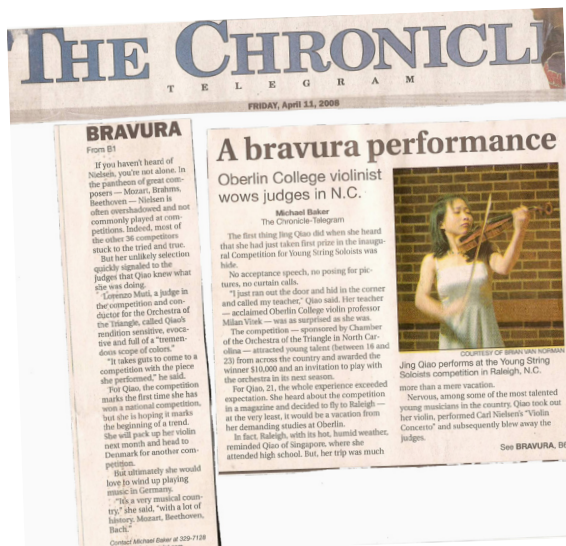 THE CHRONICL
TELEGRAM
FRIDAY, April 11, 2008
A bravura performance
Oberlin College violinist
wows judges in N.C.
Michael Baker
The Chronicle-Telegram
The first thing Jing Qiao did when she heard
that she had just taken first prize in the inaugu-
ral Competition for Young String Soloists was
hide.
No acceptance speech, no posing for pic-
tures, no curtain calls.
"I just ran out the door and hid in the corner
and called my teacher," Qiao said. Her teacher
— acclaimed Oberlin College violin professor
Milan Vitek — was as surprised as she was.
The competition — sponsored by Chamber
of the Orchestra of the Triangle in North Car-
olina — attracted young talent (between 16 and
23) from across the country and awarded the
winner $10,000 and an invitation to play with
the orchestra in its next season.
For Qiao, 21, the whole experience exceeded
expectation. She heard about the competition
in a magazine and decided to fly to Raleigh —
at the very least, it would be a vacation from
her demanding studies at Oberlin.
In fact, Raleigh, with its hot, humid weather,
reminded Qiao of Singapore, where she
attended high school. But, her trip was much
COURTESY OF BRIAN VAN NORMAN
Jing Qiao performs at the Young String
Soloists competition in Raleigh, N.C.
more than a mere vacation.
Nervous, among some of the most talented
young musicians in the country, Qiao took out
her violin, performed Carl Nielsen's "Violin
Concerto" and subsequently blew away the
judges.
See BRAVURA, B6
BRAVURA
From B1
If you haven't heard of
Nielsen, you're not alone. In
the pantheon of great com-
posers — Mozart, Brahms,
Beethoven — Nielsen is
often overshadowed and not
commonly played at com-
petitions. Indeed, most of
the other 36 competitors
stuck to the tried and true.
But her unlikely selection
quickly signaled to the
judges that Qiao knew what
she was doing.
Lorenzo Muti, a judge in
the competition and con-
ductor for the Orchestra of
the Triangle, called Qiao's
rendition sensitive, evoca-
tive and full of a "tremen-
dous scope of colors."
"It takes guts to come to a
competition with the piece
she performed," he said.
For Qiao, the competition
marks the first time she has
won a national competition,
but she is hoping it marks
the beginning of a trend.
She will pack up her violin
next month and head to
Denmark for another com-
petition.
But ultimately she would
love to wind up playing
music in Germany.
"It's a very musical coun-
try," she said, "with a lot of
history, Mozart, Beethoven,
Bach."
Contact Michael Baker at 329-7128